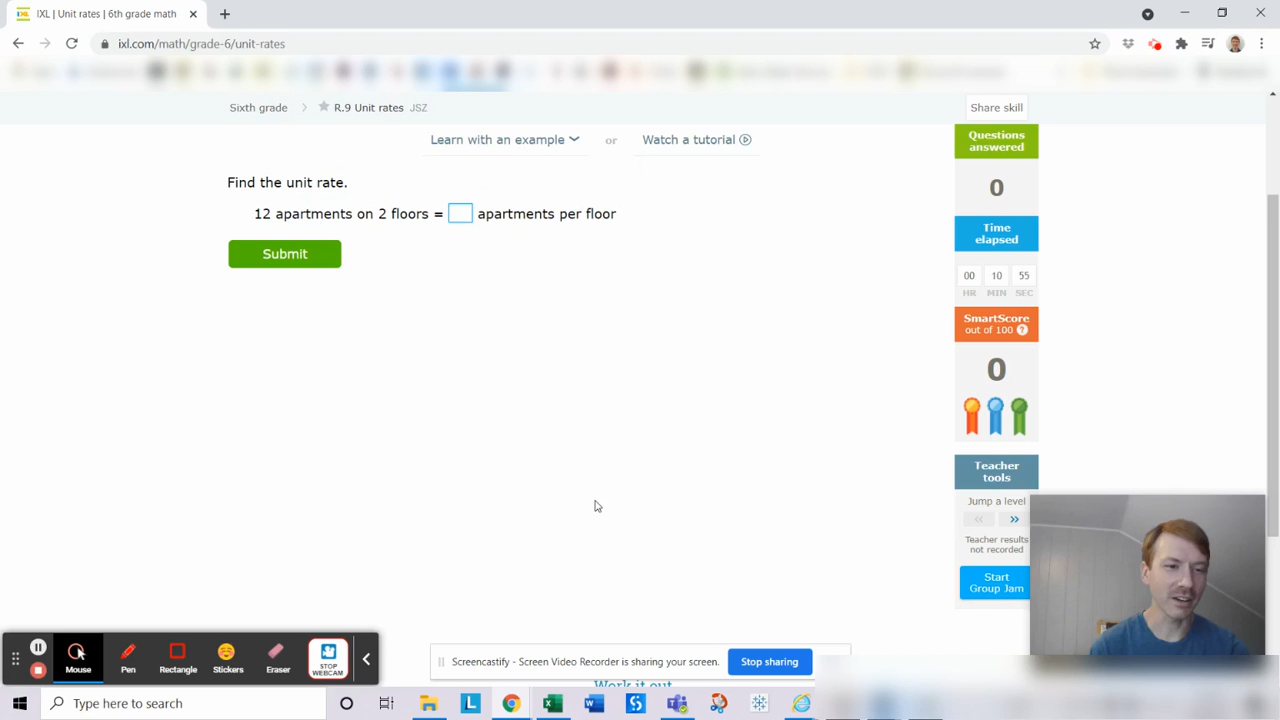 IXL | Unit rates | 6th grade math
ixl.com/math/grade-6/unit-rates
Sixth grade
R.9 Unit rates JSZ
Share skill
Learn with an example or Watch a tutorial
Find the unit rate.
12 apartments on 2 floors = apartments per floor
Submit
Questions
answered
0
Time
elapsed
00 10 55
HR MIN SEC
SmartScore
out of 100 ?
0
Teacher
tools
Jump a level
<< >>
Teacher results
not recorded
Start
Group Jam
Mouse Pen Rectangle Stickers Eraser STOP
WEBCAM
Screencastify - Screen Video Recorder is sharing your screen. Stop sharing
Work it out
Type here to search